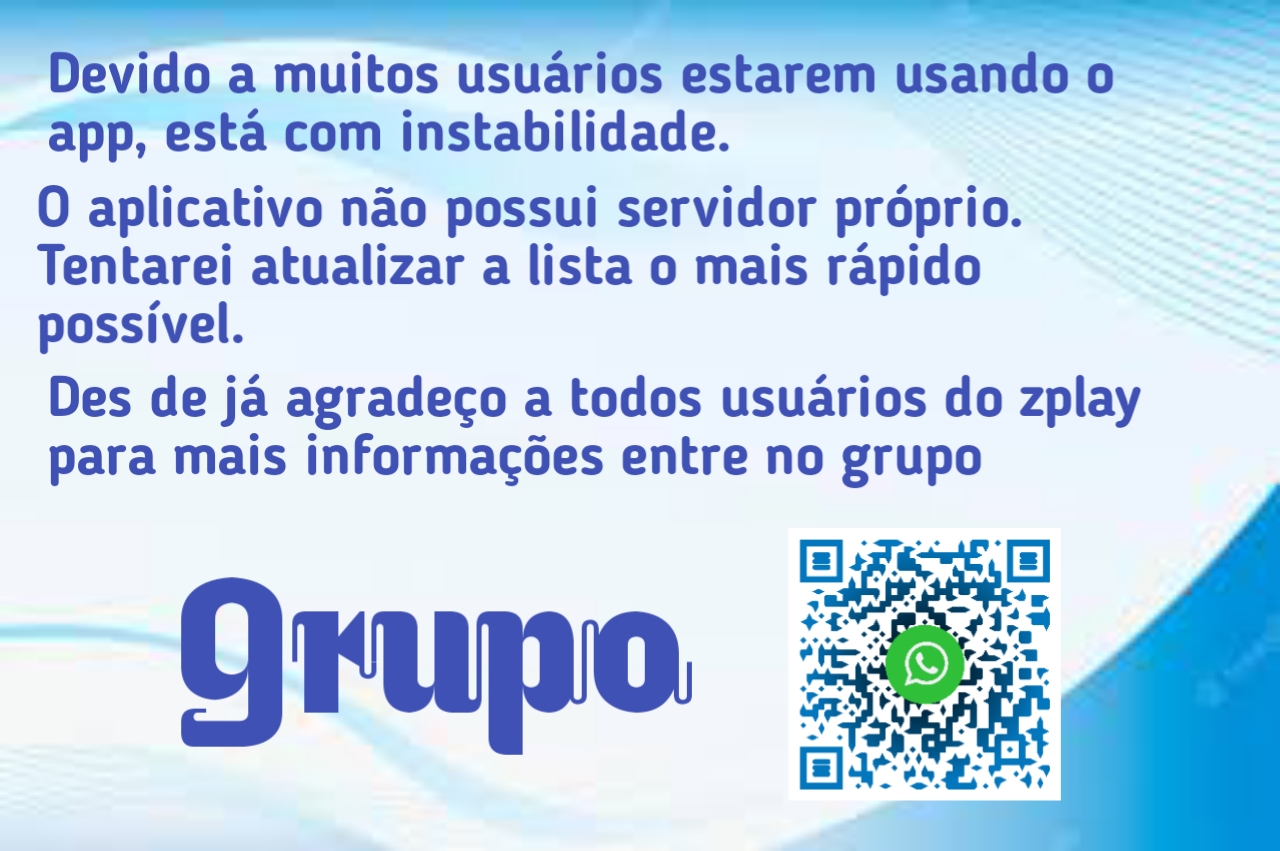 Devido a muitos usuários estarem usando o
app, está com instabilidade.
O aplicativo não possui servidor próprio.
Tentarei atualizar a lista o mais rápido
possível.
Des de já agradeço a todos usuários do zplay
para mais informações entre no grupo
grupo